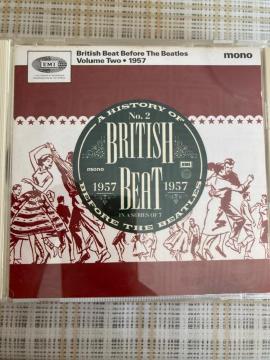 EMI
British Beat Before The Beatles
Volume Two • 1957
mono
A HISTORY OF
No. 2
BRITISH
mono
EMI
1957
BEAT
1957
IN A SERIES OF 7
BEFORE THE BEATLES